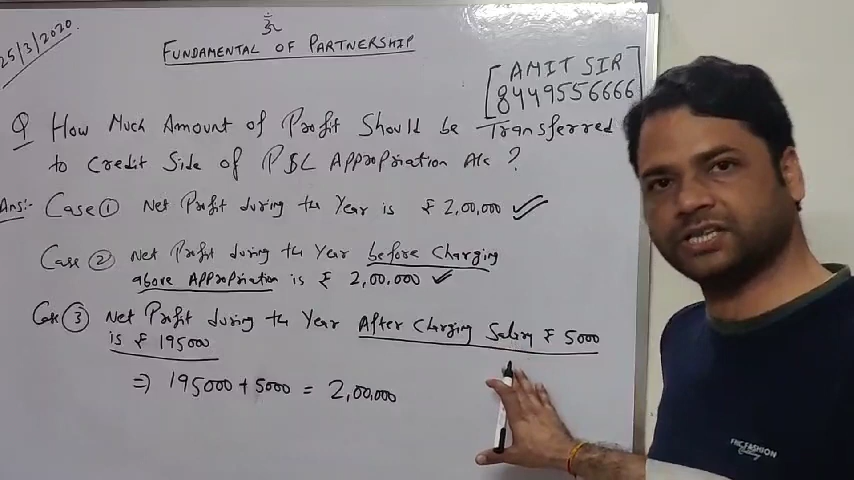 25/3/2020
FUNDAMENTAL OF PARTNERSHIP
AMIT SIR
8449556666
Q How Much Amount of Profit Should be Transferred
to Credit Side of P&L Appropriation A/c ?
Ans:- Case ① Net Profit during the Year is ₹ 2,00,000
Case ② Net Profit during the Year before Charging
above Appropriation is ₹ 2,00,000
Case ③ Net Profit during the Year After Charging Salary ₹ 5000
is ₹ 195000
⇒ 195000 + 5000 = 2,00,000
FNC FASHION